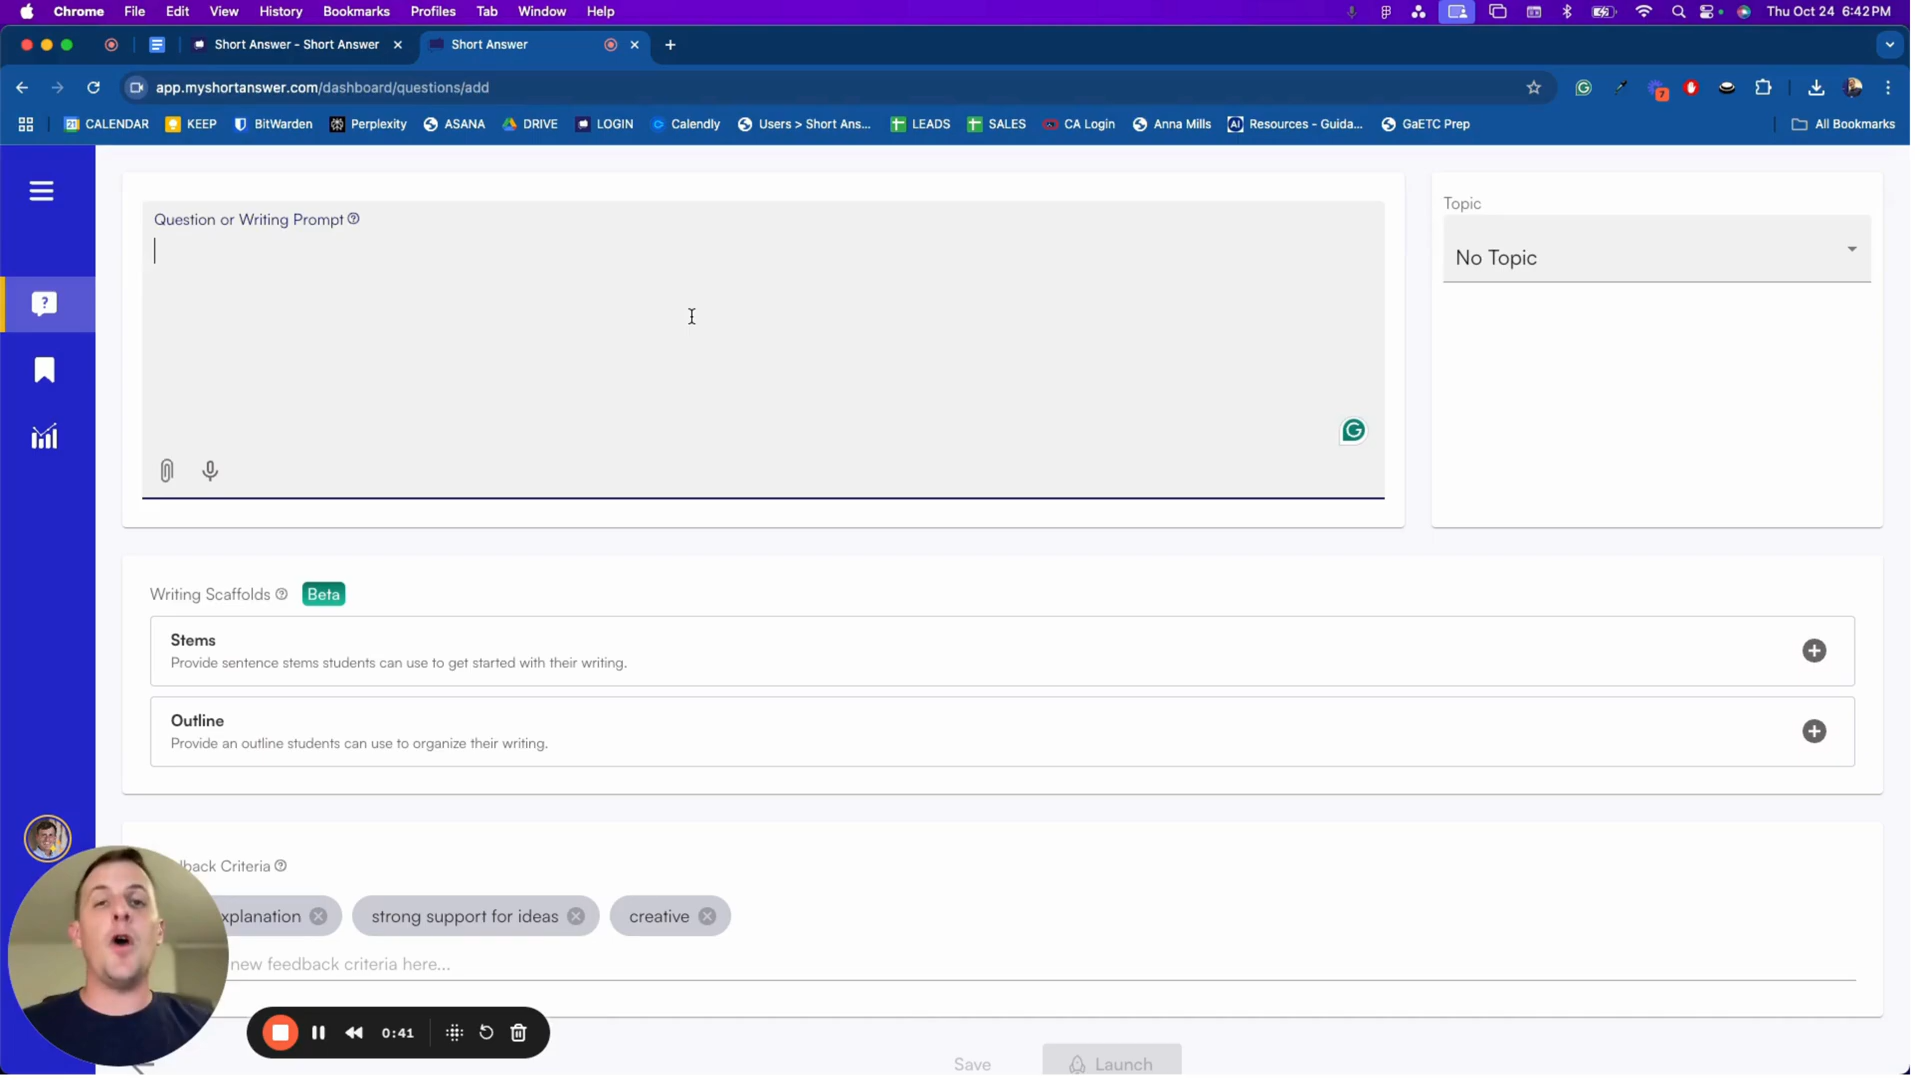 Chrome File Edit View History Bookmarks Profiles Tab Window Help Thu Oct 24 6:42 PM
Short Answer - Short Answer Short Answer
app.myshortanswer.com/dashboard/questions/add
CALENDAR KEEP BitWarden Perplexity ASANA DRIVE LOGIN Calendly Users > Short Ans... LEADS SALES CA Login Anna Mills Resources - Guida... GaETC Prep All Bookmarks
Question or Writing Prompt
Topic
No Topic
Writing Scaffolds Beta
Stems
Provide sentence stems students can use to get started with their writing.
Outline
Provide an outline students can use to organize their writing.
back Criteria
xplanation strong support for ideas creative
new feedback criteria here...
0:41
Save Launch